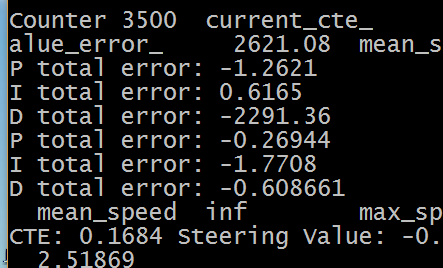 Counter 3500  current_cte_
alue_error_     2621.08  mean_s
P total error: -1.2621
I total error: 0.6165
D total error: -2291.36
P total error: -0.26944
I total error: -1.7708
D total error: -0.608661
  mean_speed  inf        max_sp
CTE: 0.1684 Steering Value: -0.
  2.51869